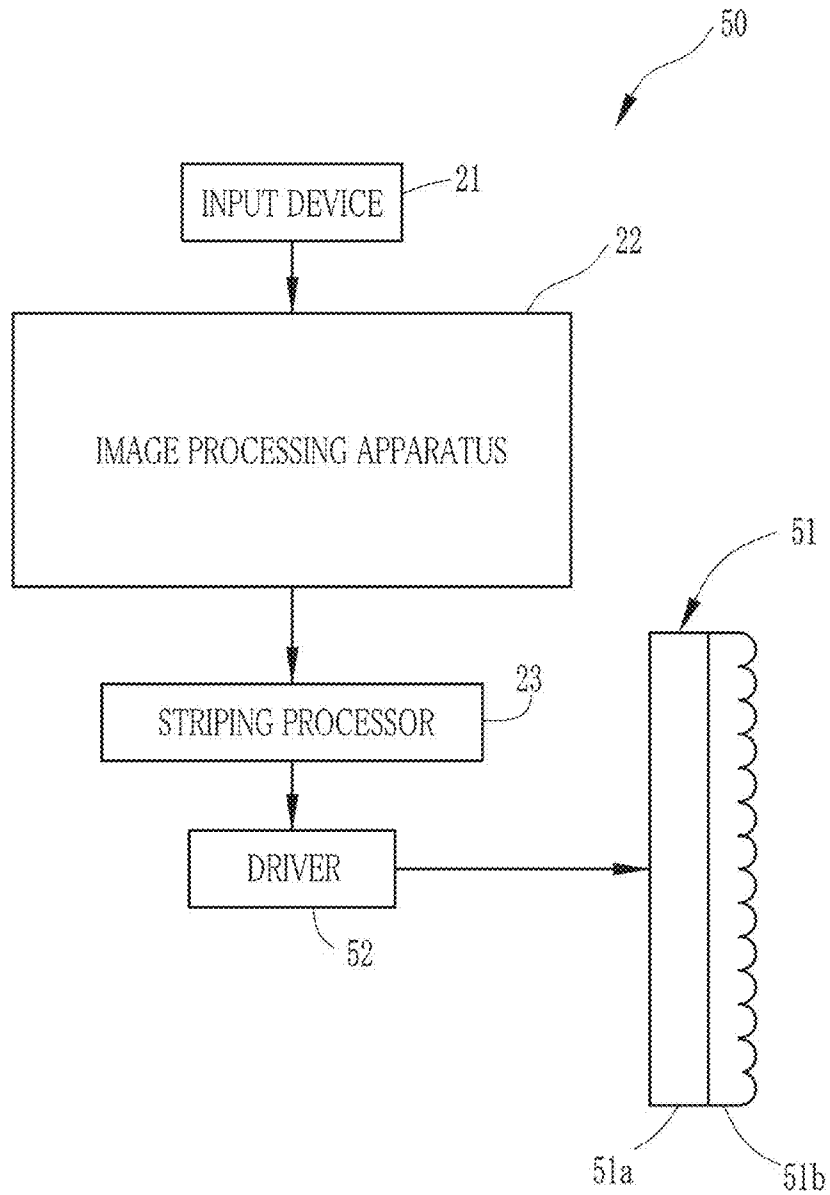 50
INPUT DEVICE
21
22
IMAGE PROCESSING APPARATUS
51
23
STRIPING PROCESSOR
DRIVER
52
51a
51b